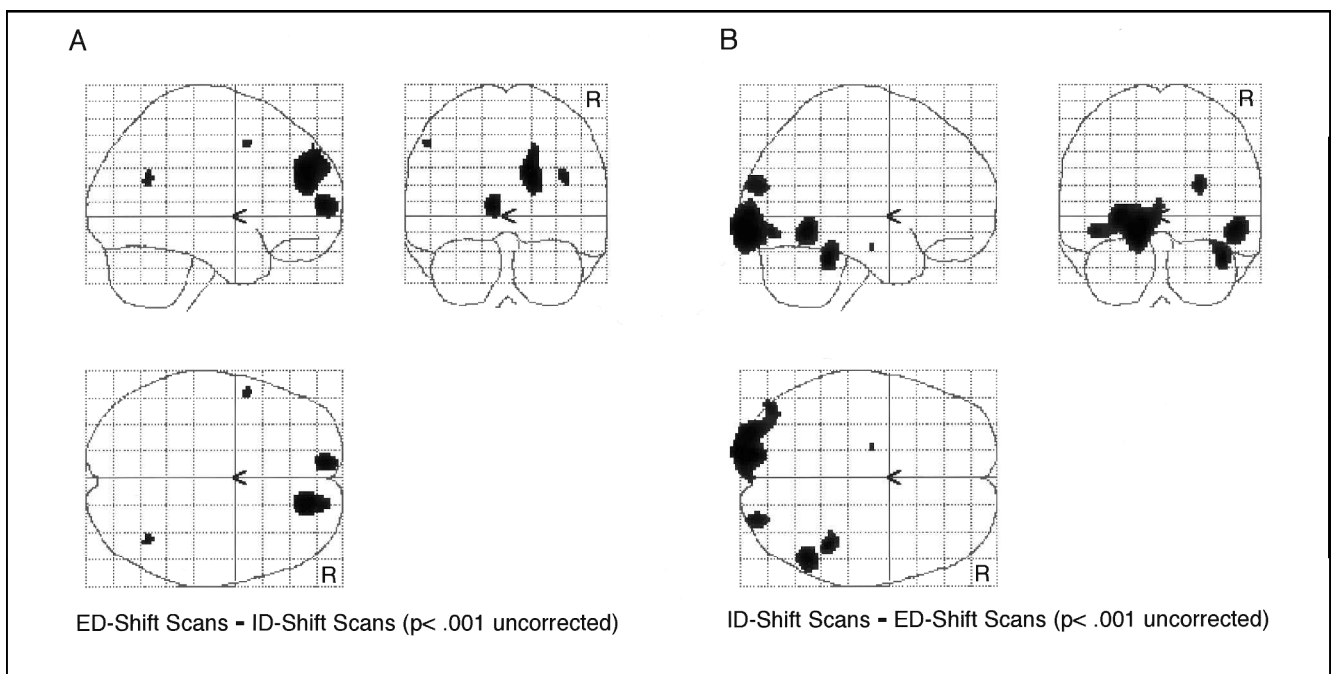 A
B
R
R
R
R
ED-Shift Scans - ID-Shift Scans (p< .001 uncorrected)
ID-Shift Scans - ED-Shift Scans (p< .001 uncorrected)